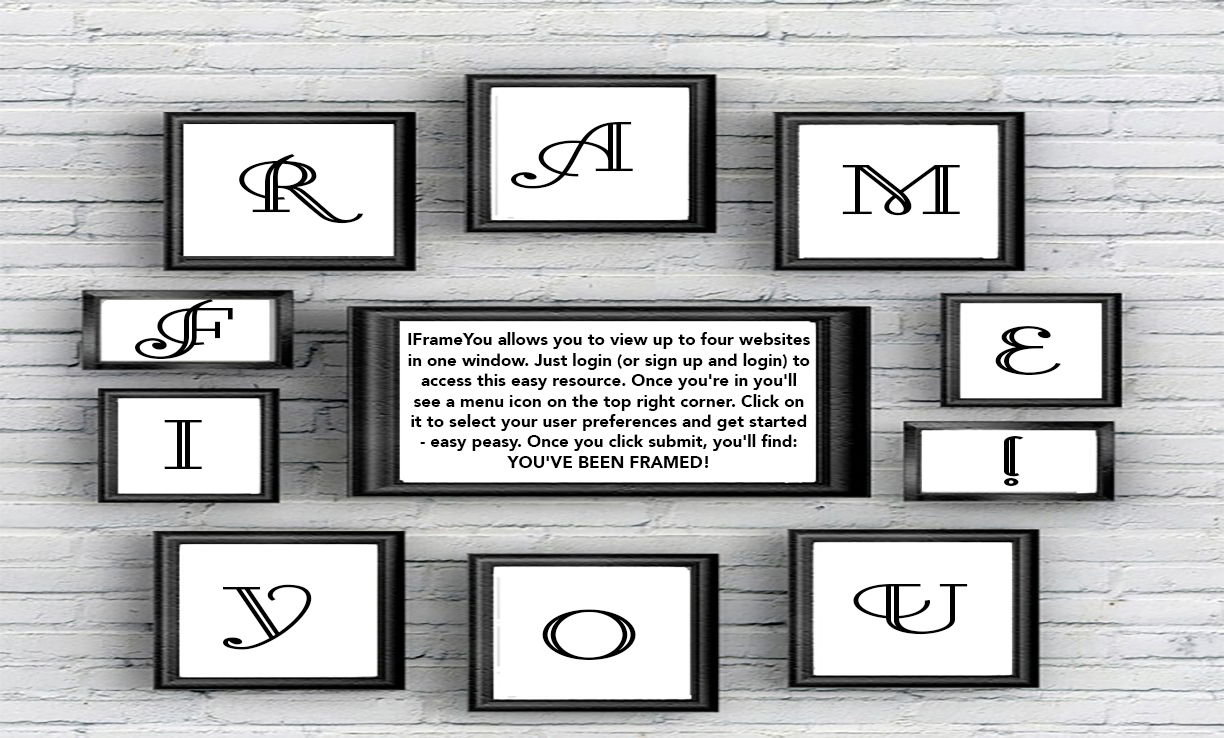 R
A
M
F
E
I
!
IFrameYou allows you to view up to four websites
in one window. Just login (or sign up and login) to
access this easy resource. Once you're in you'll
see a menu icon on the top right corner. Click on
it to select your user preferences and get started
- easy peasy. Once you click submit, you'll find:
YOU'VE BEEN FRAMED!
Y
O
U